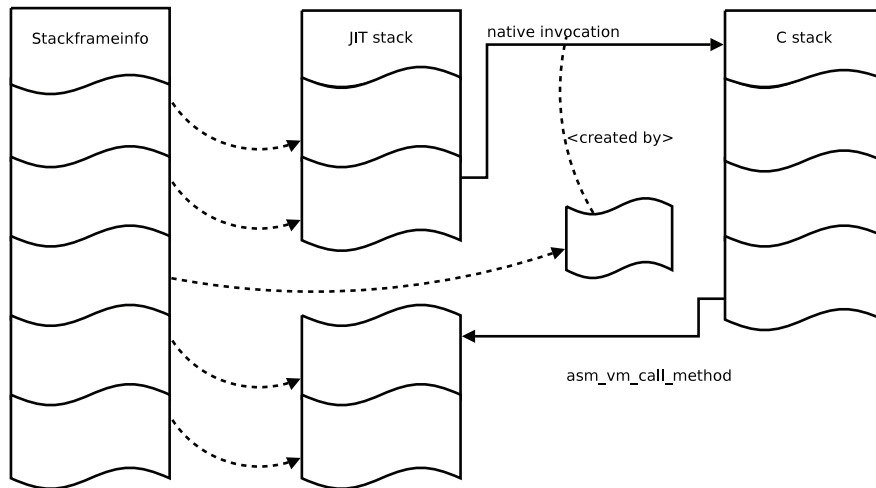 Stackframeinfo
JIT stack
native invocation
C stack
<created by>
asm_vm_call_method